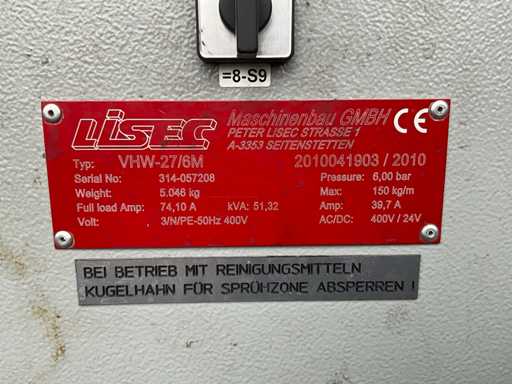 =8-S9
LiSEC
Maschinenbau GMBH CE
PETER LISEC STRASSE 1
A-3353 SEITENSTETTEN
Typ: VHW-27/6M 2010041903 / 2010
Serial No: 314-057208 Pressure: 6,00 bar
Weight: 5.046 kg Max: 150 kg/m
Full load Amp: 74,10 A kVA: 51,32 Amp: 39,7 A
Volt: 3/N/PE-50Hz 400V AC/DC: 400V / 24V
BEI BETRIEB MIT REINIGUNGSMITTELN
KUGELHAHN FÜR SPRÜHZONE ABSPERREN !